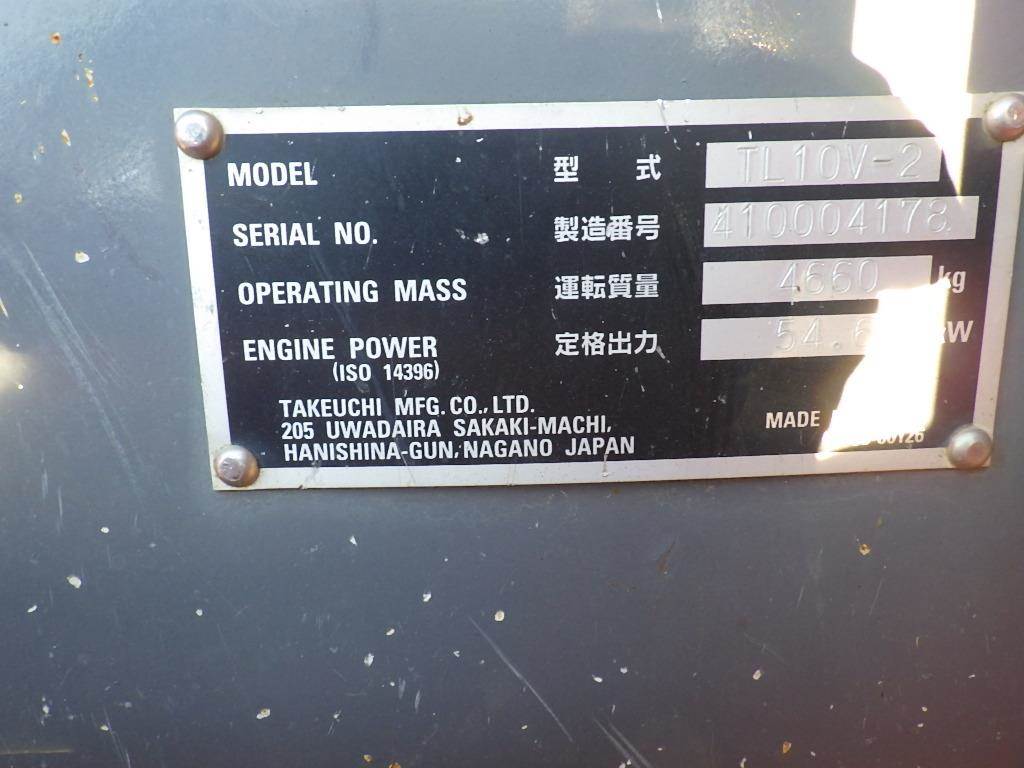 MODEL 型 式 TL10V-2
SERIAL NO. 製造番号 410004178
OPERATING MASS 運転質量 4660 kg
ENGINE POWER 定格出力 kW
(ISO 14396)
TAKEUCHI MFG. CO., LTD.
205 UWADAIRA SAKAKI-MACHI,
HANISHINA-GUN, NAGANO JAPAN
MADE